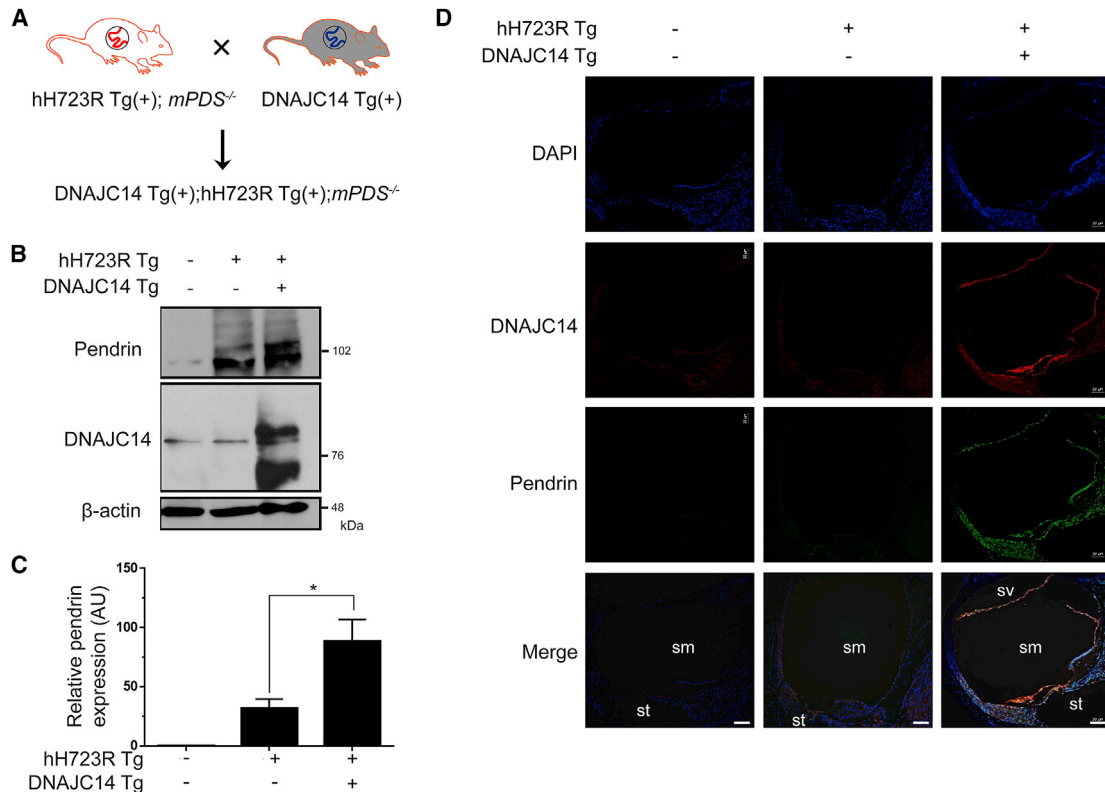 A
×
hH723R Tg(+); mPDS-/-
DNAJC14 Tg(+)
DNAJC14 Tg(+);hH723R Tg(+);mPDS-/-
B
hH723R Tg - + +
DNAJC14 Tg - - +
Pendrin
102
DNAJC14
76
β-actin
48
kDa
C
Relative pendrin
expression (AU)
150
100
50
0
*
hH723R Tg - + +
DNAJC14 Tg - - +
D
hH723R Tg - + +
DNAJC14 Tg - - +
DAPI
DNAJC14
Pendrin
Merge
sm
st
sm
st
sv
sm
st